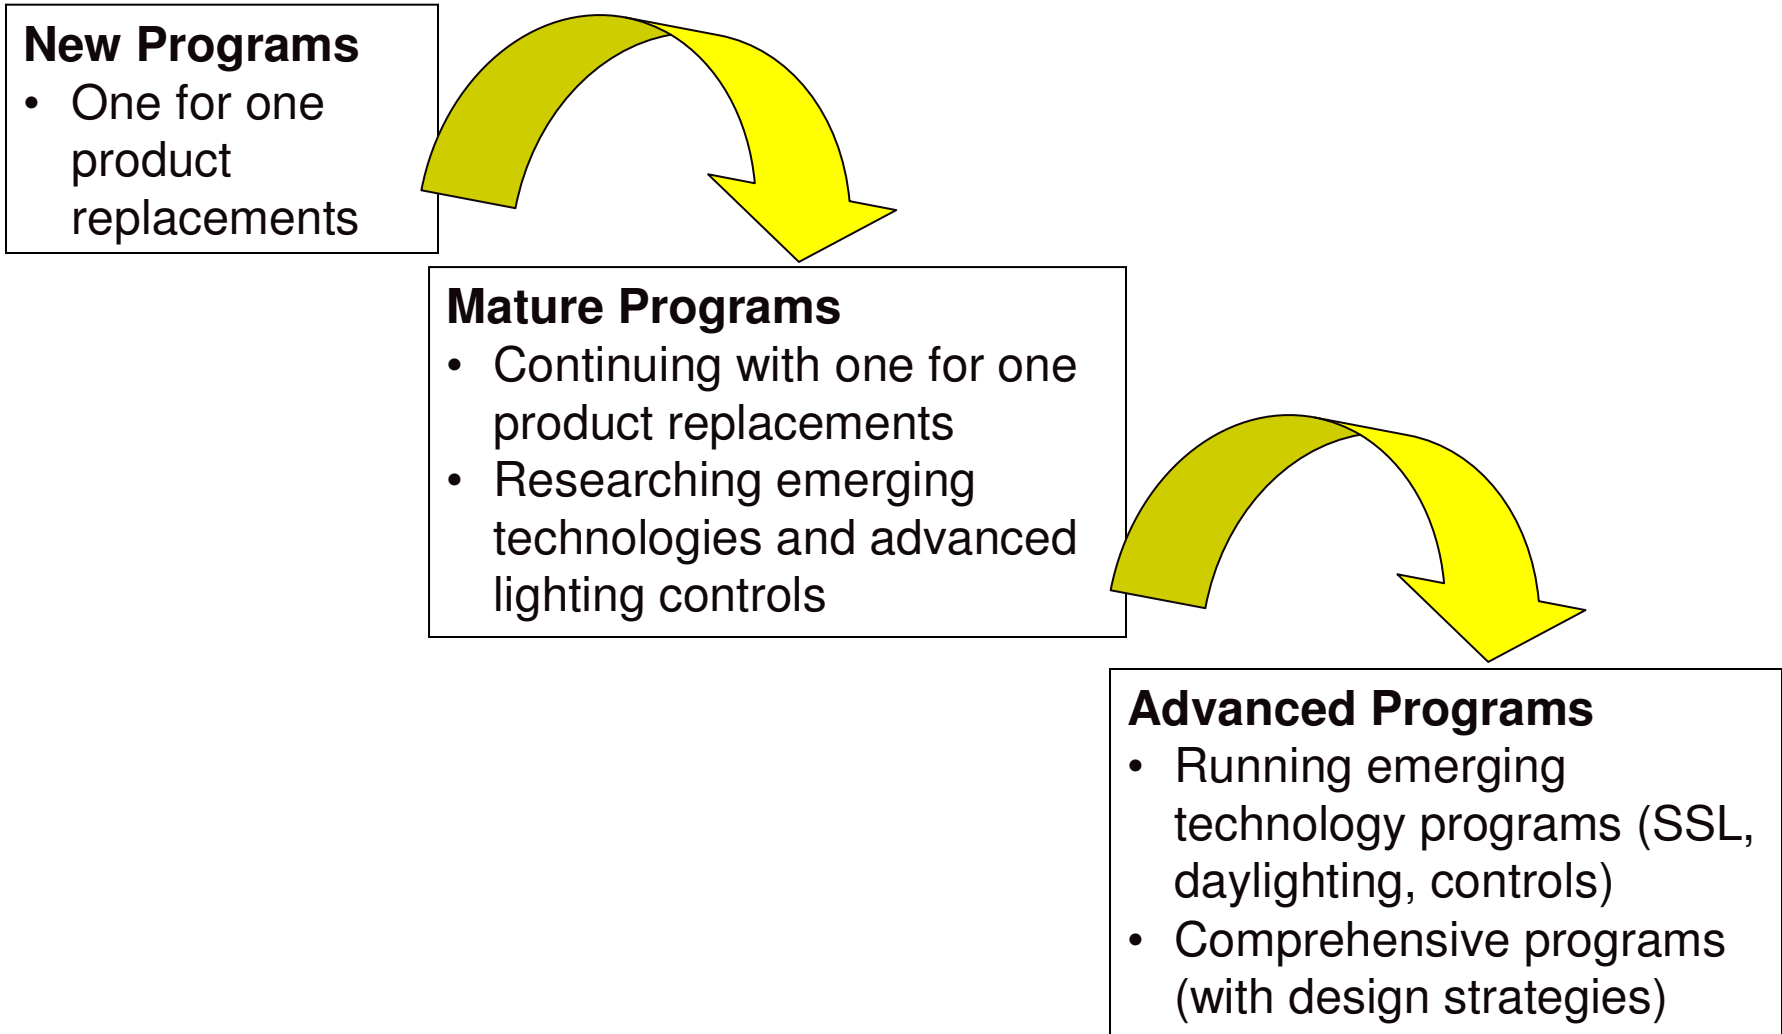 New Programs
• One for one
product
replacements
Mature Programs
• Continuing with one for one
product replacements
• Researching emerging
technologies and advanced
lighting controls
Advanced Programs
• Running emerging
technology programs (SSL,
daylighting, controls)
• Comprehensive programs
(with design strategies)